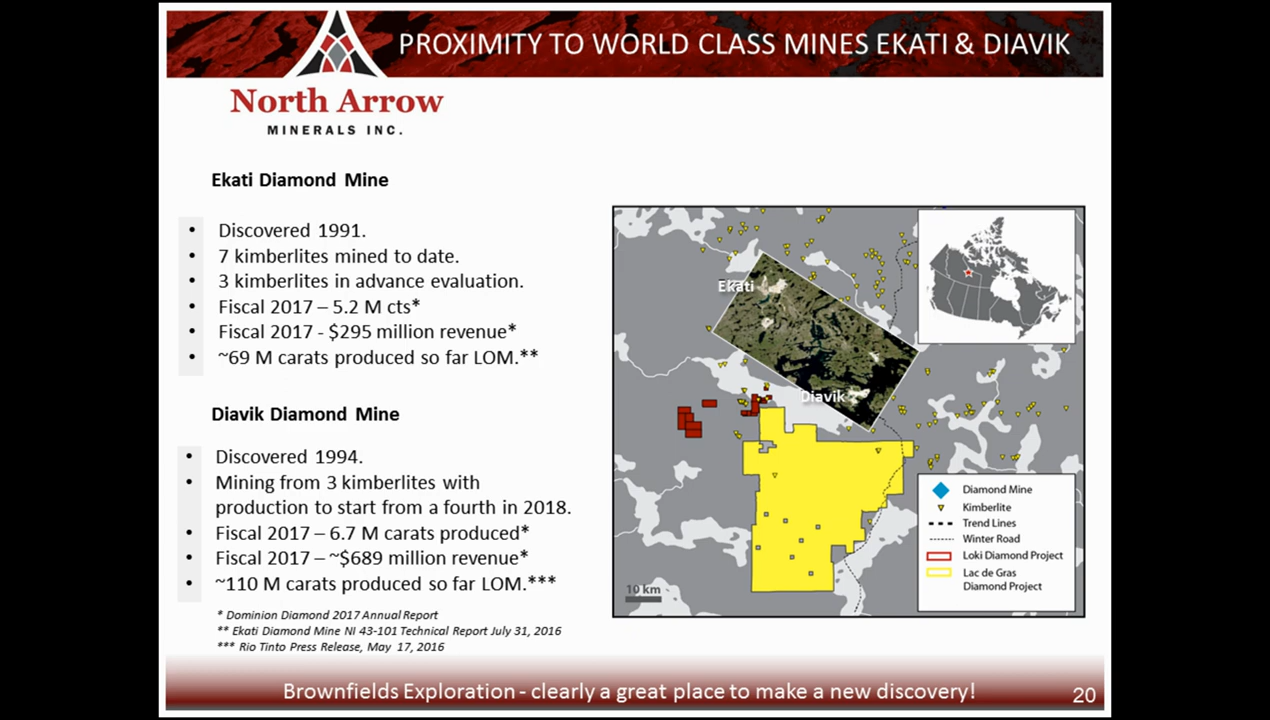 PROXIMITY TO WORLD CLASS MINES EKATI & DIAVIK
North Arrow
MINERALS INC.
Ekati Diamond Mine
• Discovered 1991.
• 7 kimberlites mined to date.
• 3 kimberlites in advance evaluation.
• Fiscal 2017 – 5.2 M cts*
• Fiscal 2017 - $295 million revenue*
• ~69 M carats produced so far LOM.**
Diavik Diamond Mine
• Discovered 1994.
• Mining from 3 kimberlites with
production to start from a fourth in 2018.
• Fiscal 2017 – 6.7 M carats produced*
• Fiscal 2017 – ~$689 million revenue*
• ~110 M carats produced so far LOM.***
* Dominion Diamond 2017 Annual Report
** Ekati Diamond Mine NI 43-101 Technical Report July 31, 2016
*** Rio Tinto Press Release, May 17, 2016
Ekati
Diavik
10 km
Diamond Mine
Kimberlite
Trend Lines
Winter Road
Loki Diamond Project
Lac de Gras
Diamond Project
Brownfields Exploration - clearly a great place to make a new discovery!
20